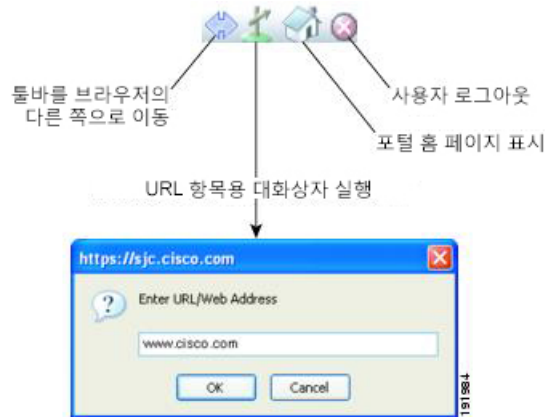 툴바를 브라우저의
다른 쪽으로 이동
사용자 로그아웃
포털 홈 페이지 표시
URL 항목용 대화상자 실행
https://sjc.cisco.com
Enter URL/Web Address
www.cisco.com
OK
Cancel
191984